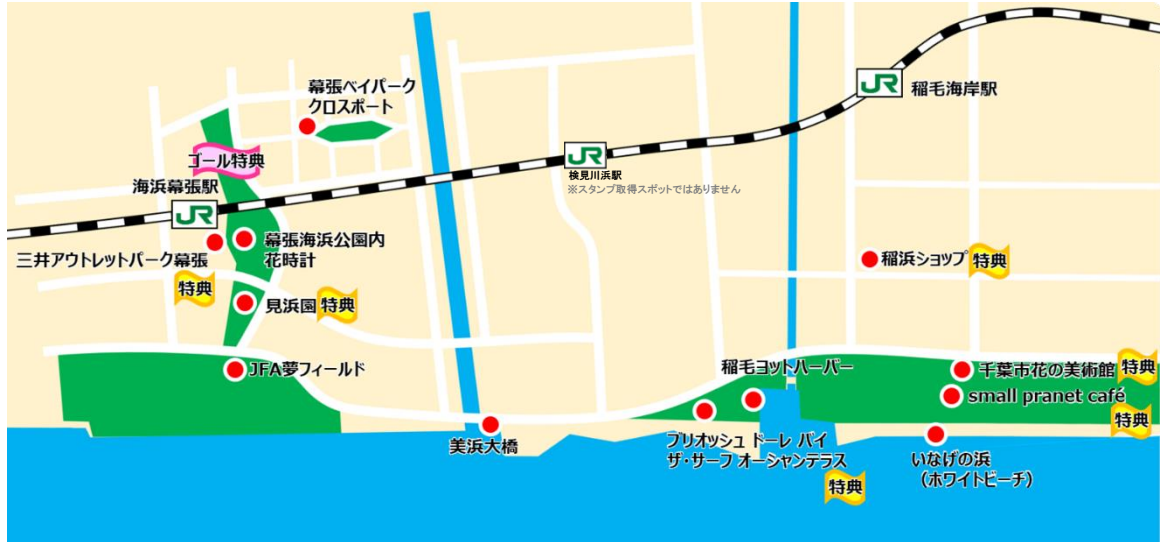 幕張ベイパーク
クロスポート
JR
稲毛海岸駅
ゴール特典
海浜幕張駅
JR
JR
検見川浜駅
※スタンプ取得スポットではありません
三井アウトレットパーク幕張
特典
幕張海浜公園内
花時計
見浜園
特典
稲浜ショップ
特典
JFA夢フィールド
稲毛ヨットハーバー
千葉市花の美術館
特典
small pranet café
特典
美浜大橋
ブリオッシュ ドーレ バイ
ザ・サーフ オーシャンテラス
特典
いなげの浜
（ホワイトビーチ）